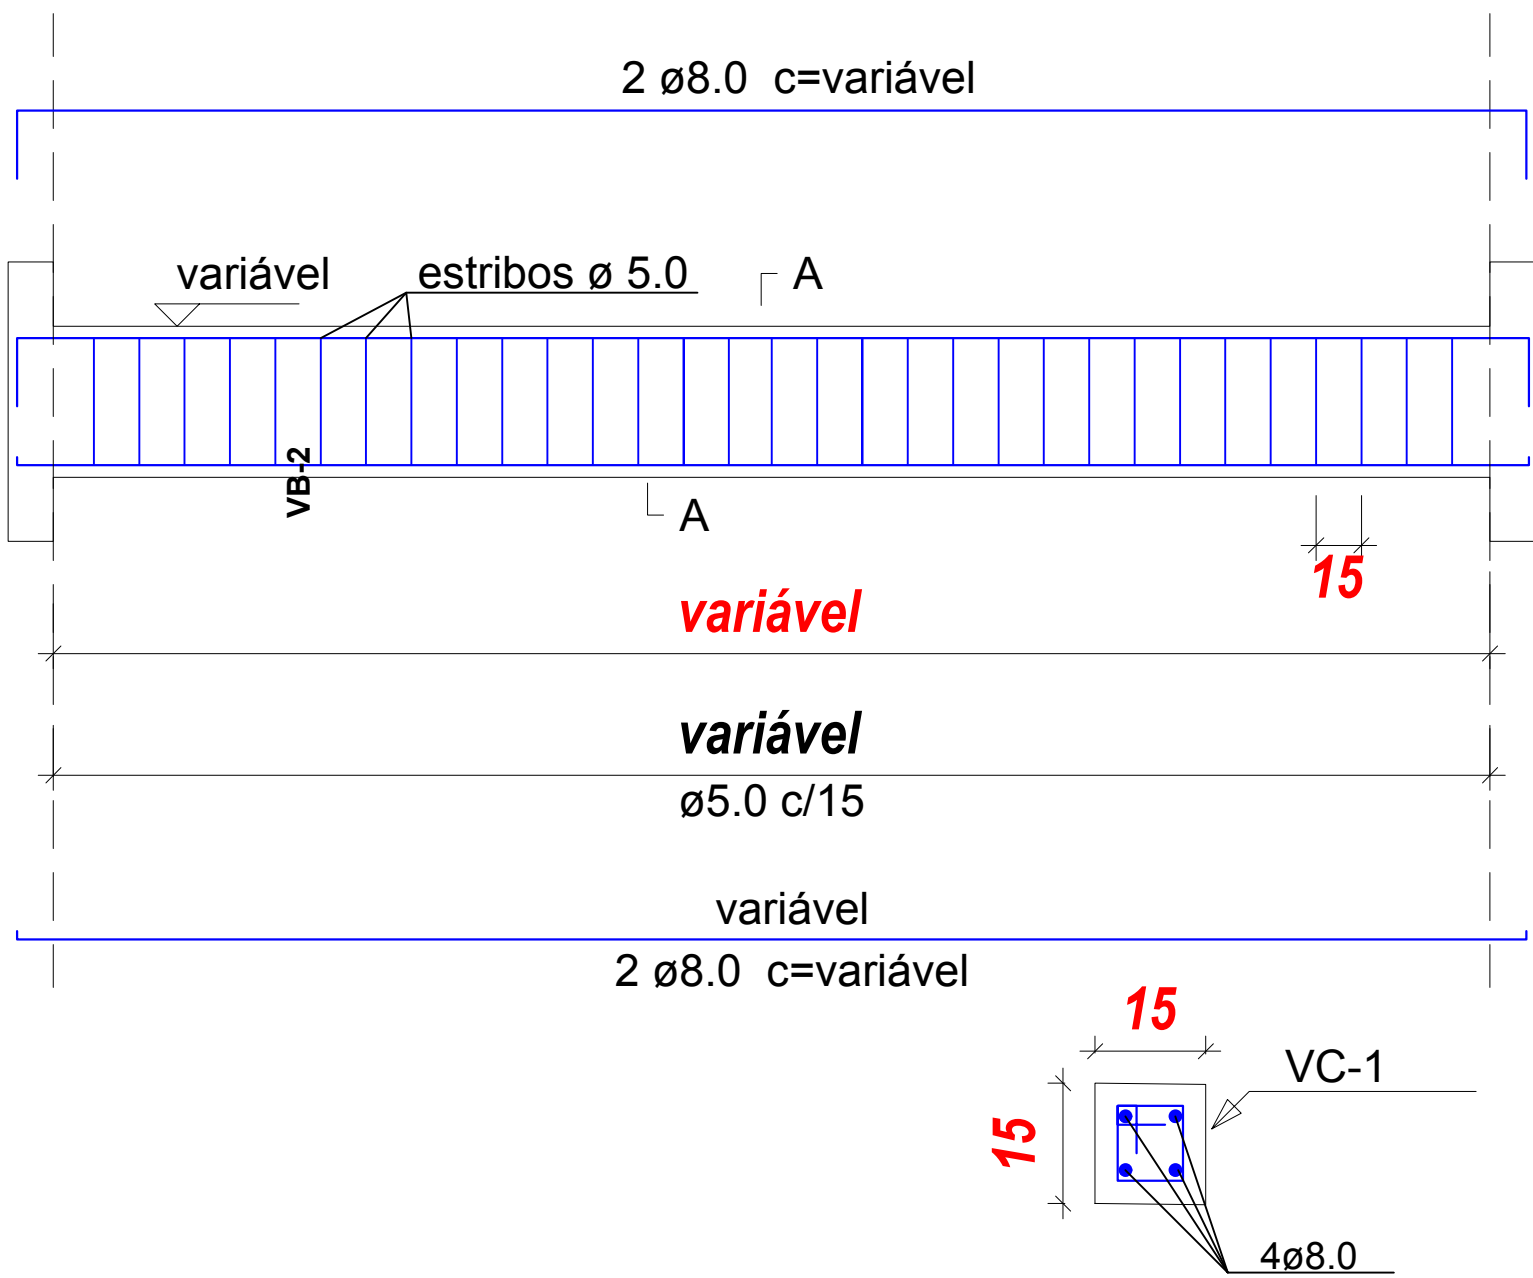 2 ø8.0 c=variável
variável
estribos ø 5.0
A
VB-2
A
15
variável
variável
ø5.0 c/15
variável
2 ø8.0 c=variável
15
VC-1
15
4ø8.0